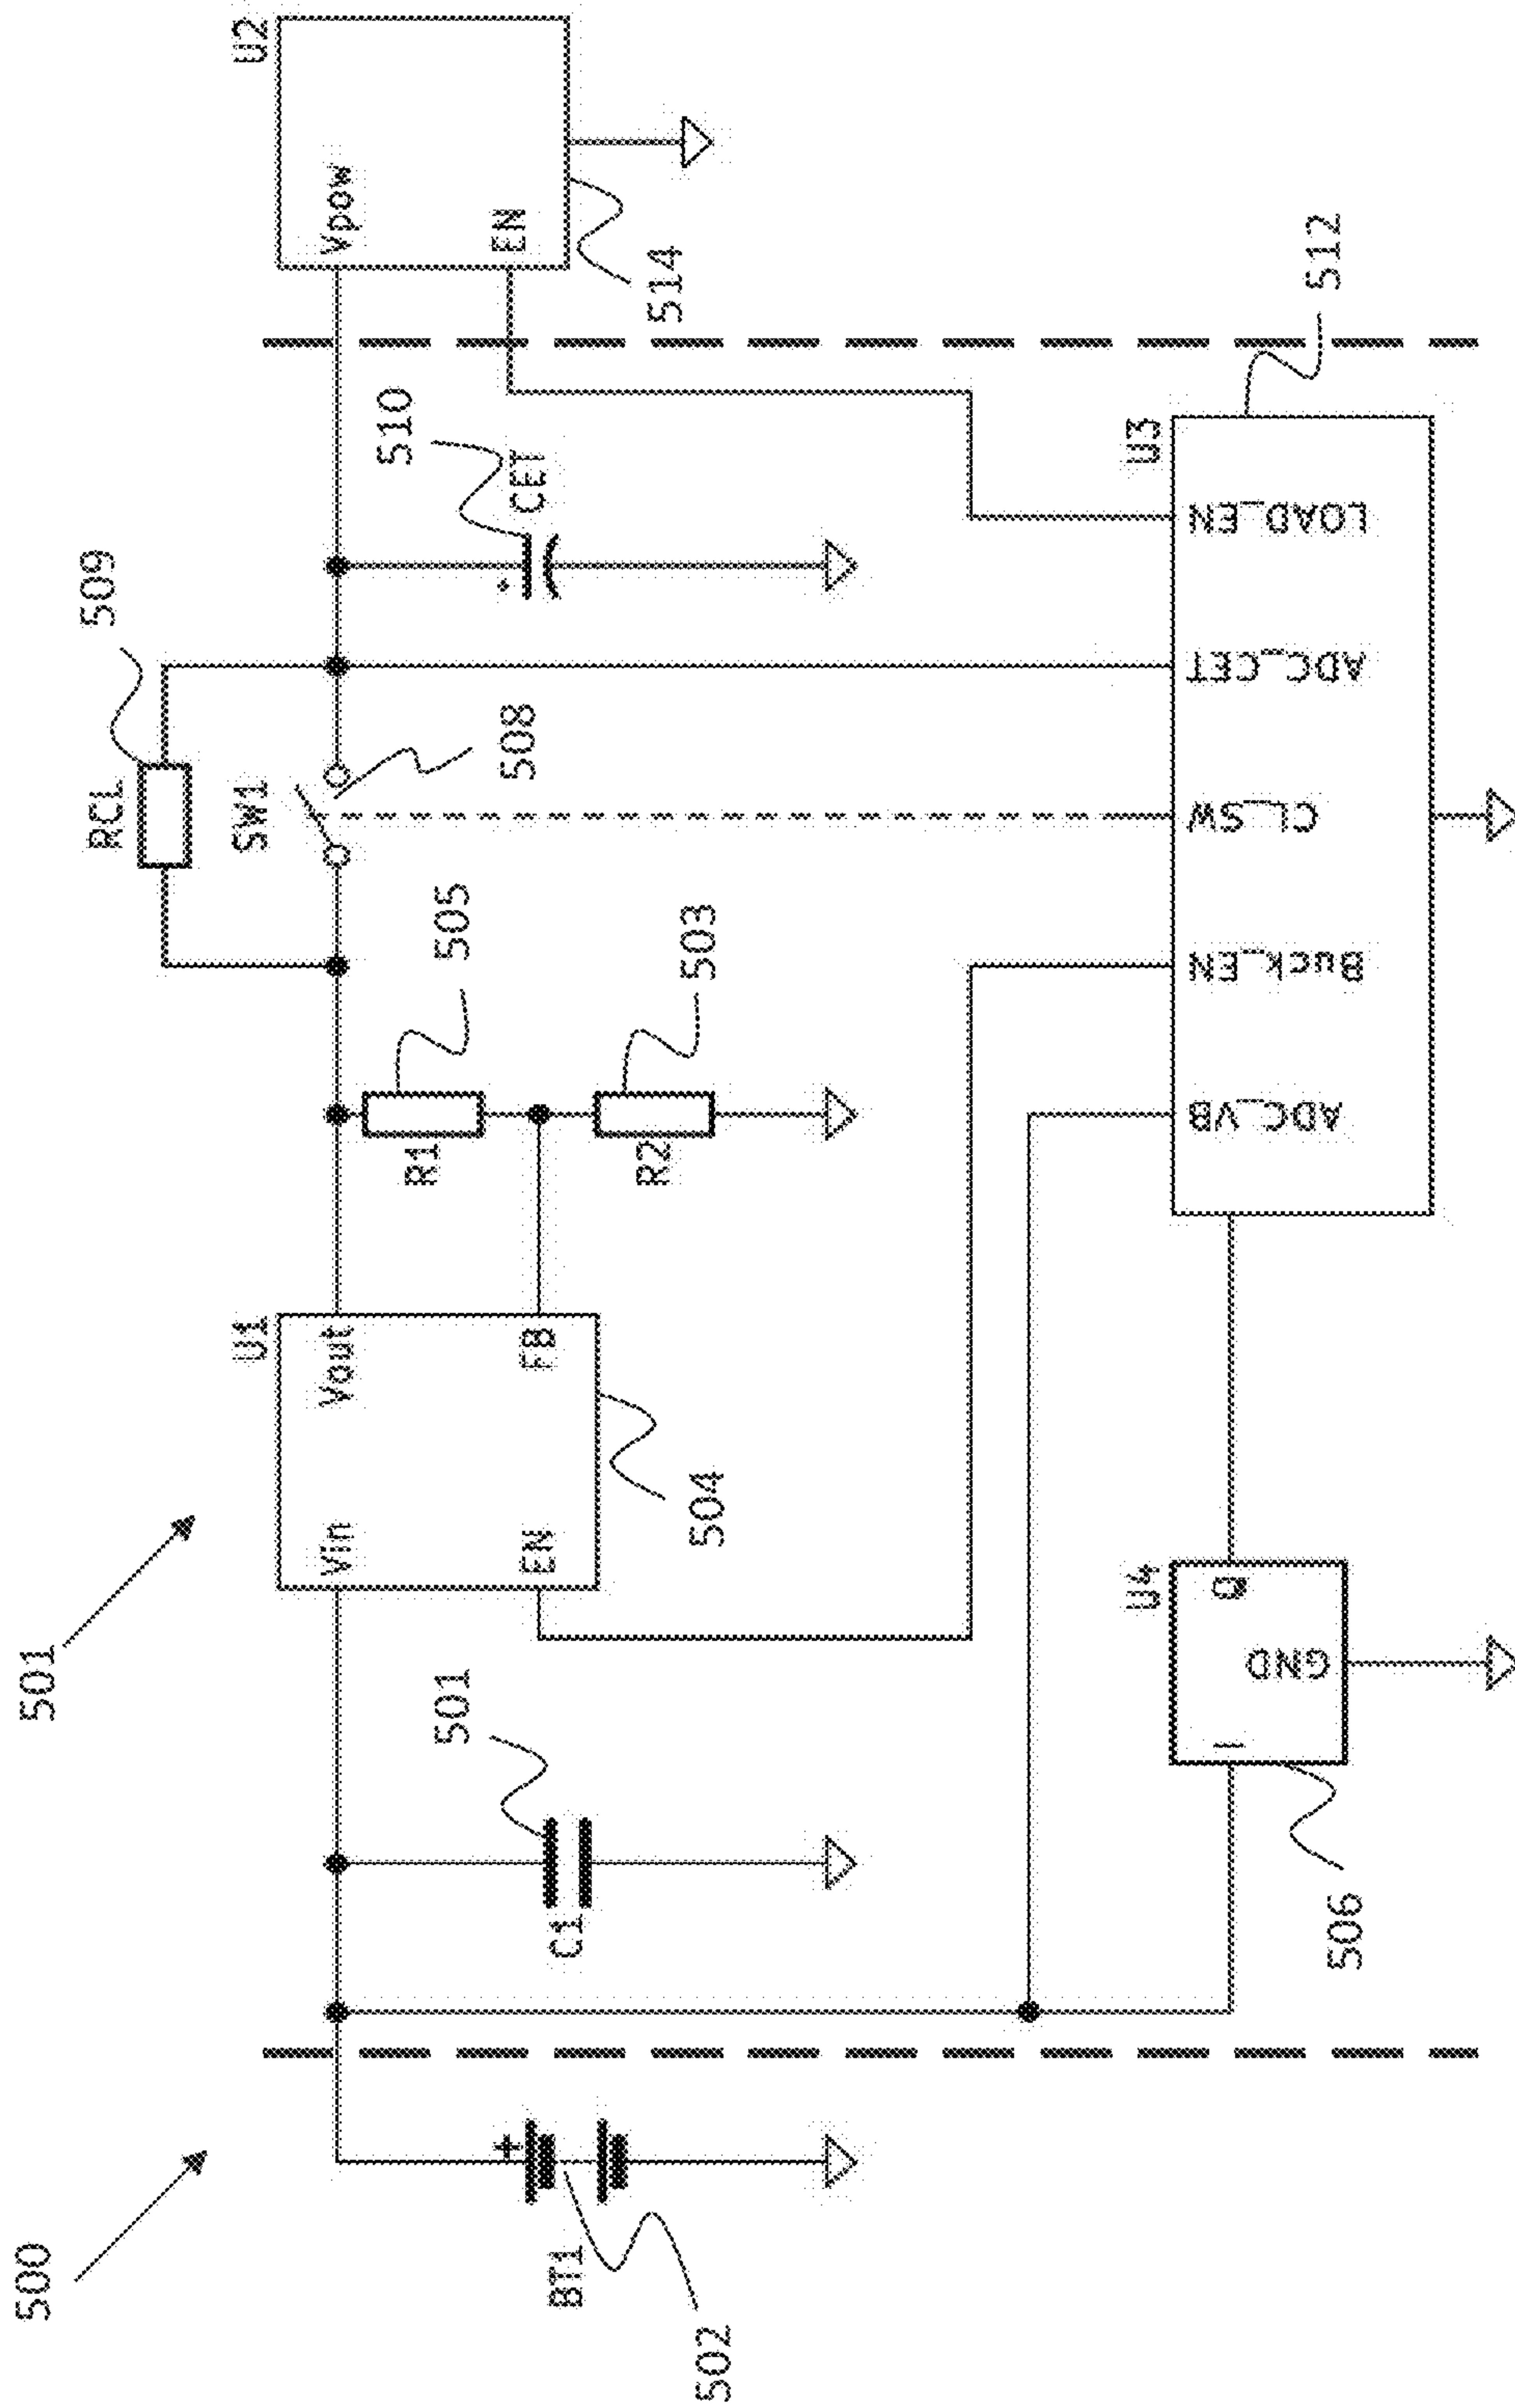 500
501
RCL
509
U1
SW1
U2
Vin
Vout
Vpow
EN
FB
EN
BT1
+
C1
501
R1
505
R2
503
508
510
CET
502
504
514
U4
I
Q
GND
506
U3
ADC_VB
Buck_EN
CL_SW
ADC_CET
LOAD_EN
512